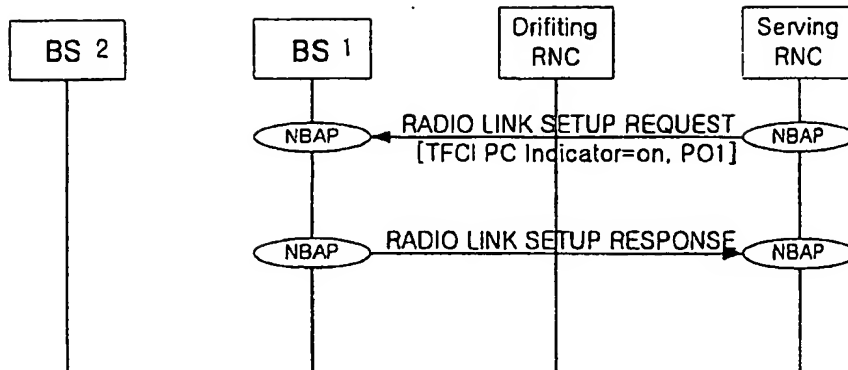 BS 2
BS 1
Drifiting
RNC
Serving
RNC
NBAP
RADIO LINK SETUP REQUEST
[TFCI PC Indicator=on, PO1]
NBAP
NBAP
RADIO LINK SETUP RESPONSE
NBAP